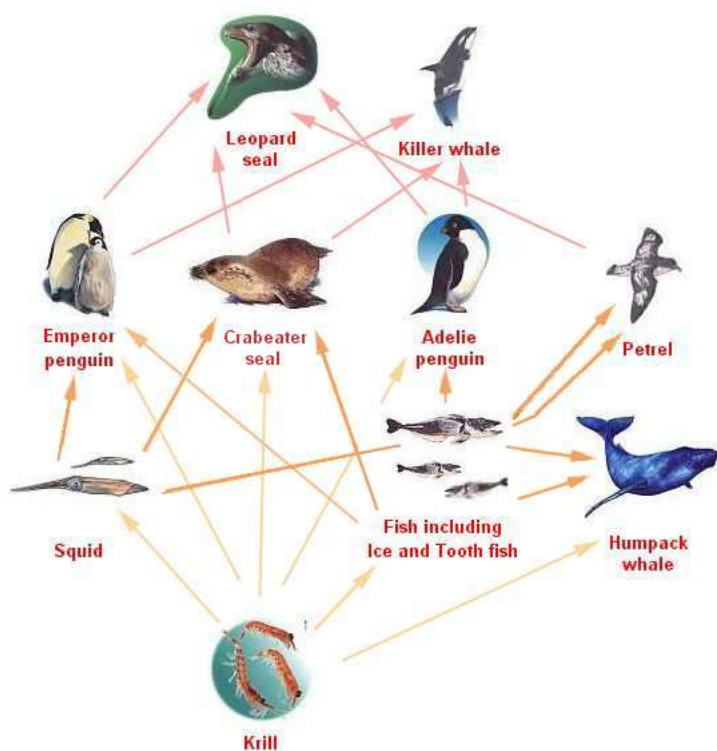 Leopard
seal
Killer whale
Emperor
penguin
Crabeater
seal
Adelie
penguin
Petrel
Squid
Fish including
Ice and Tooth fish
Humpack
whale
Krill